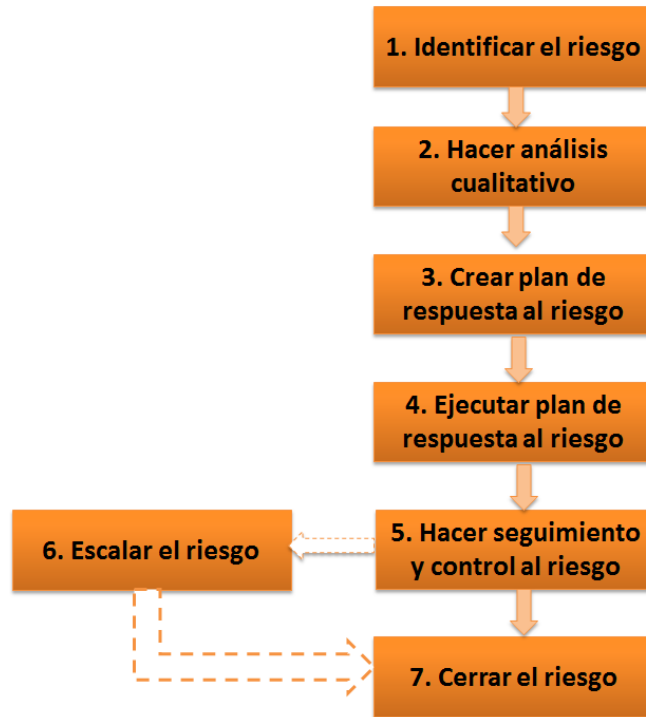 1. Identificar el riesgo
2. Hacer análisis
cualitativo
3. Crear plan de
respuesta al riesgo
4. Ejecutar plan de
respuesta al riesgo
5. Hacer seguimiento
y control al riesgo
6. Escalar el riesgo
7. Cerrar el riesgo